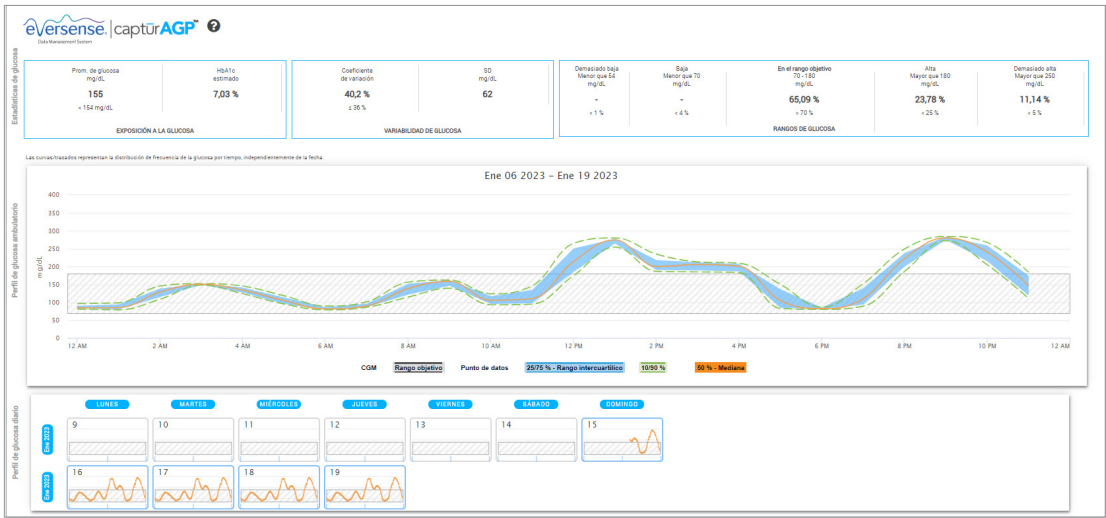 eversense. | captūrAGP™ ?
Data Management System
Estadísticas de glucosa
Prom. de glucosa
mg/dL
155
< 154 mg/dL
HbA1c
estimado
7,03 %
EXPOSICIÓN A LA GLUCOSA
Coeficiente
de variación
40,2 %
≤ 36 %
SD
mg/dL
62
VARIABILIDAD DE GLUCOSA
Demasiado baja
Menor que 54
mg/dL
-
< 1 %
Baja
Menor que 70
mg/dL
-
< 4 %
En el rango objetivo
70 - 180
mg/dL
65,09 %
> 70 %
Alta
Mayor que 180
mg/dL
23,78 %
< 25 %
Demasiado alta
Mayor que 250
mg/dL
11,14 %
< 5 %
RANGOS DE GLUCOSA
Las curvas/trasados representan la distribución de frecuencia de la glucosa por tiempo, independientemente de la fecha.
Perfil de glucosa ambulatorio
Ene 06 2023 – Ene 19 2023
mg/dL
400
350
300
250
200
150
100
50
0
12 AM 2 AM 4 AM 6 AM 8 AM 10 AM 12 PM 2 PM 4 PM 6 PM 8 PM 10 PM 12 AM
CGM Rango objetivo Punto de datos 25/75 % - Rango intercuartílico 10/90 % 50 % - Mediana
Perfil de glucosa diario
LUNES MARTES MIÉRCOLES JUEVES VIERNES SÁBADO DOMINGO
Ene 2023
9 10 11 12 13 14 15
Ene 2023
16 17 18 19